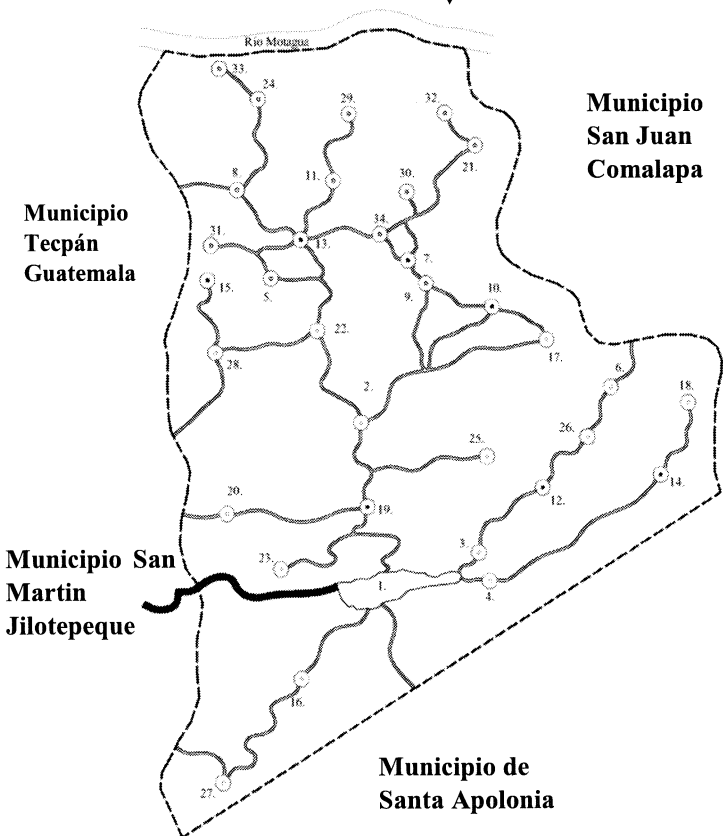 Rio Motagua
33.
24.
29.
32.
Municipio
San Juan
Comalapa
21.
8.
11.
30.
Municipio
Tecpán
Guatemala
31.
13.
34.
7.
15.
5.
9.
10.
22.
28.
17.
2.
6.
18.
25.
26.
14.
20.
19.
12.
3.
23.
Municipio San
Martin
Jilotepeque
1.
4.
16.
27.
Municipio de
Santa Apolonia